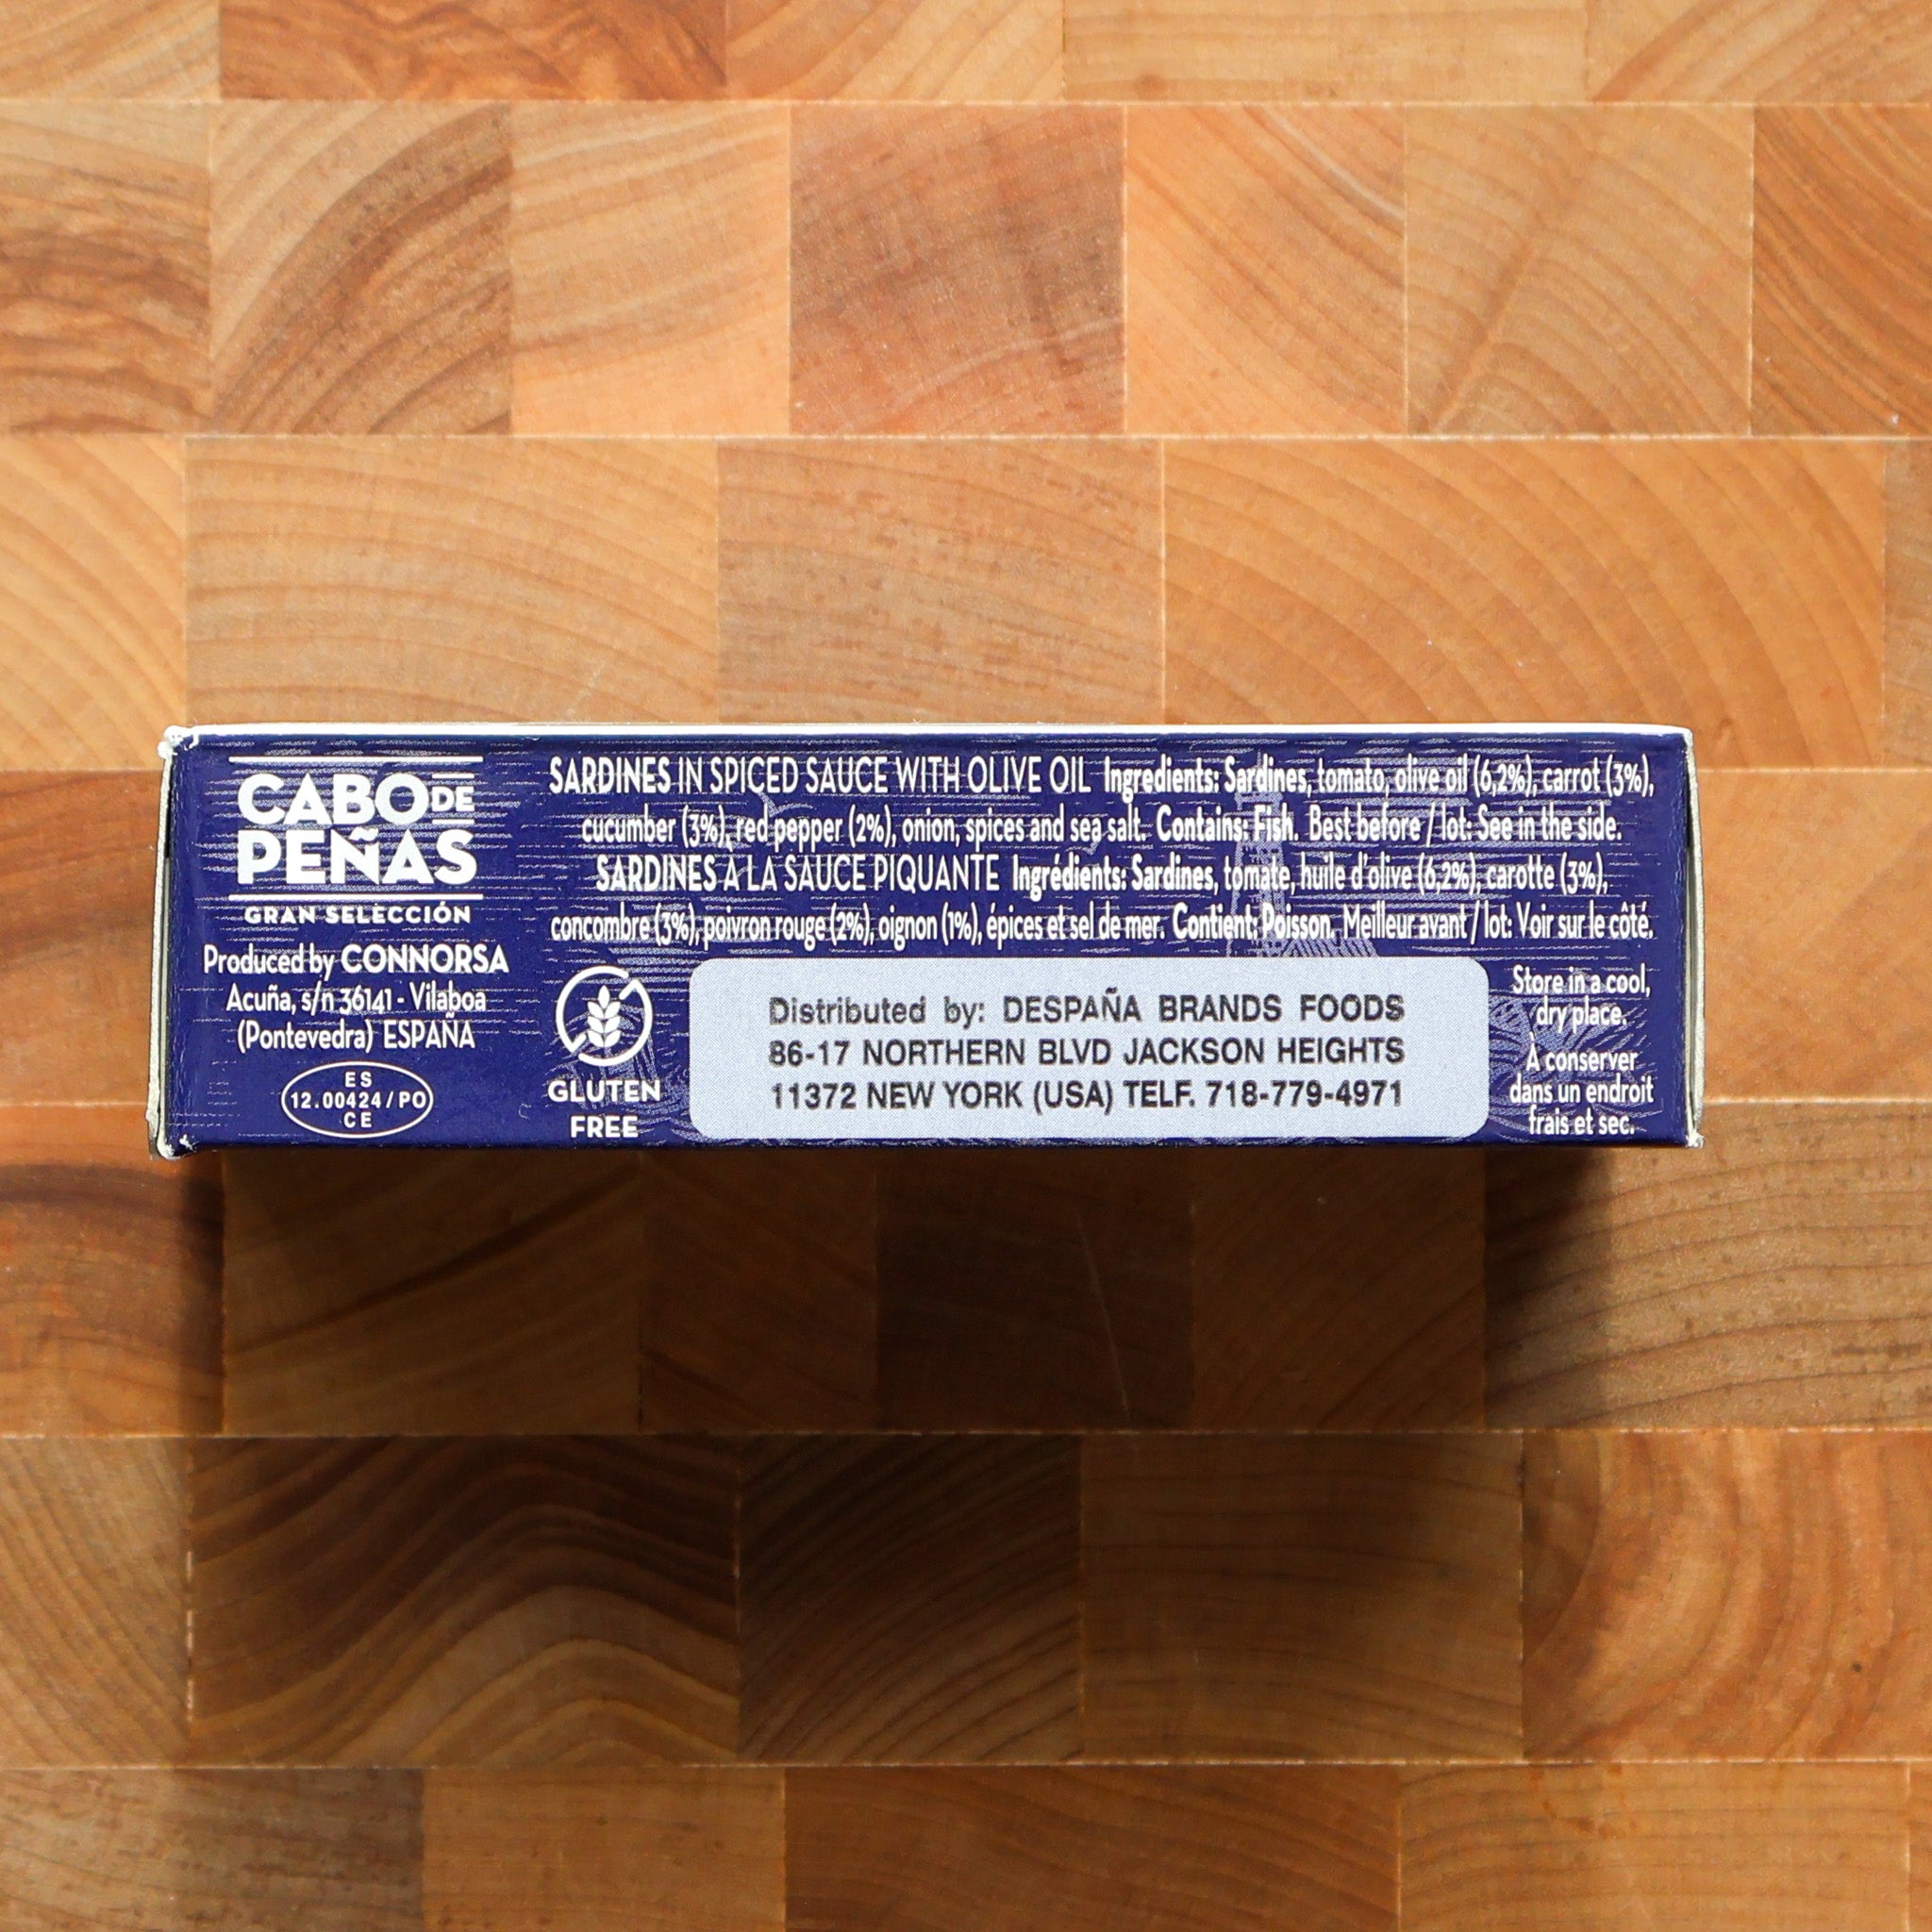 CABO DE
PEÑAS
GRAN SELECCIÓN
Produced by CONNORSA
Acuña, s/n 36141 - Vilaboa
(Pontevedra) ESPAÑA
ES
12.00424/PO
CE
SARDINES IN SPICED SAUCE WITH OLIVE OIL Ingredients: Sardines, tomato, olive oil (6,2%), carrot (3%),
cucumber (3%), red pepper (2%), onion, spices and sea salt. Contains: Fish. Best before / lot: See in the side.
SARDINES À LA SAUCE PIQUANTE Ingrédients: Sardines, tomate, huile d'olive (6,2%), carotte (3%),
concombre (3%), poivron rouge (2%), oignon (1%), épices et sel de mer. Contient: Poisson. Meilleur avant / lot: Voir sur le côté.
GLUTEN
FREE
Distributed by: DESPAÑA BRANDS FOODS
86-17 NORTHERN BLVD JACKSON HEIGHTS
11372 NEW YORK (USA) TELF. 718-779-4971
Store in a cool,
dry place.
À conserver
dans un endroit
frais et sec.